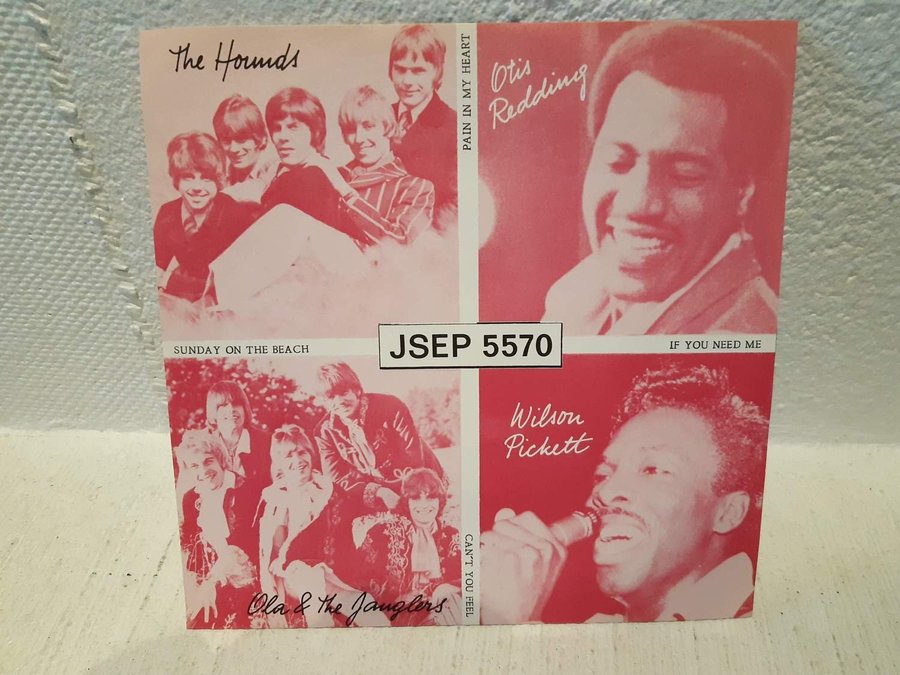 The Hounds
PAIN IN MY HEART
Otis
Redding
SUNDAY ON THE BEACH
JSEP 5570
IF YOU NEED ME
Wilson
Pickett
CAN'T YOU FEEL
Ola & The Janglers